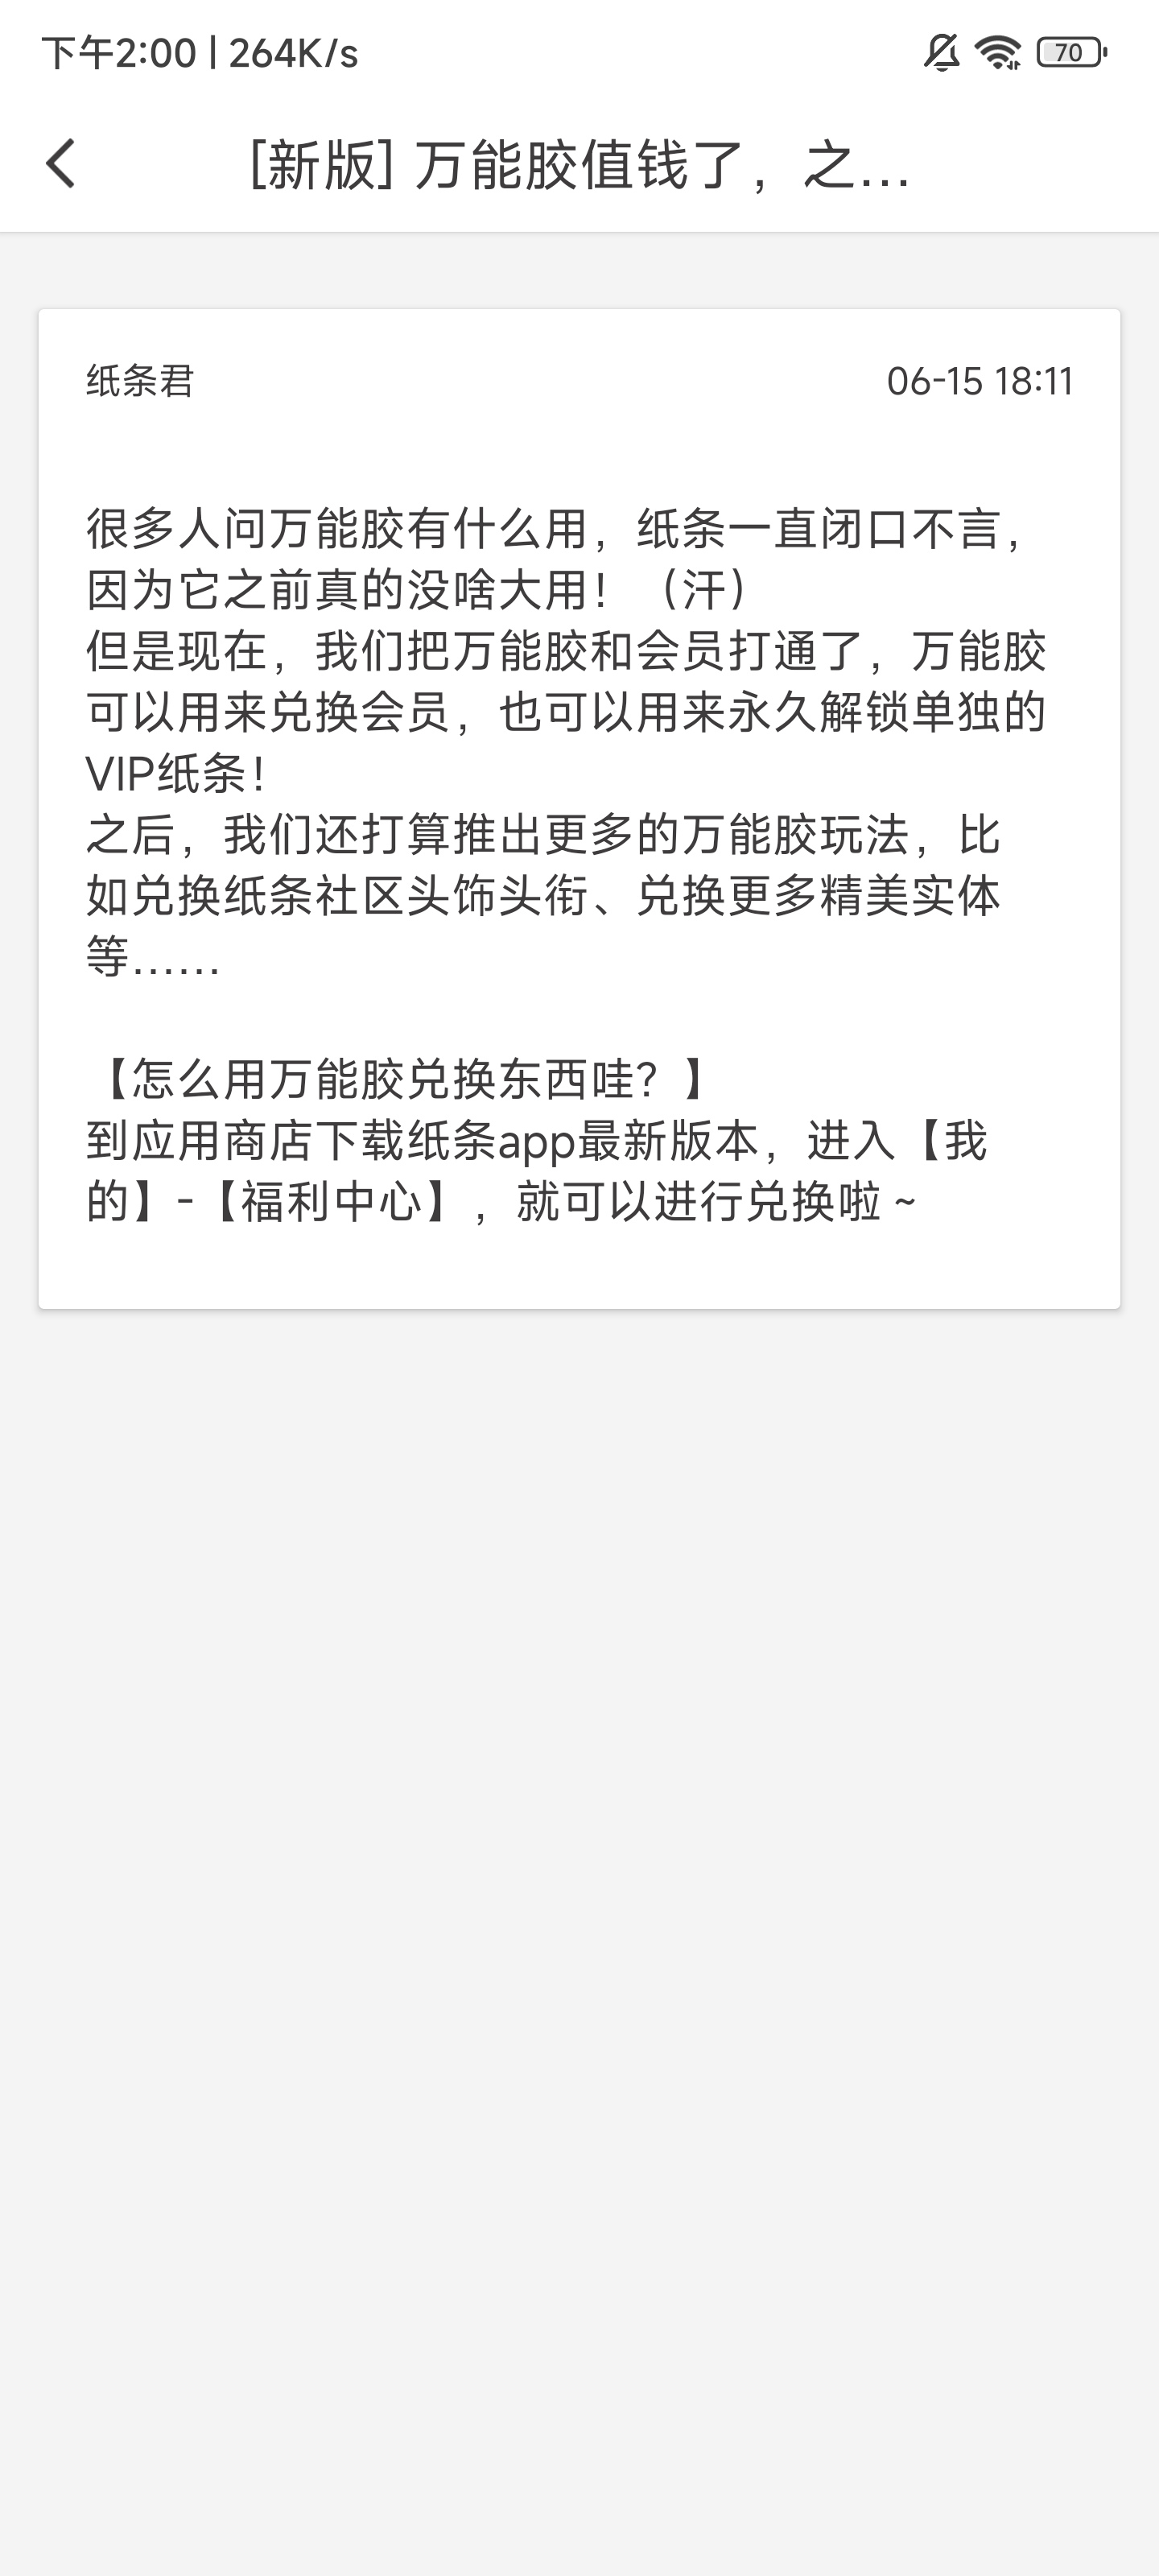 下午2:00 | 264K/s
70
[新版] 万能胶值钱了，之...
纸条君
06-15 18:11
很多人问万能胶有什么用，纸条一直闭口不言，
因为它之前真的没啥大用！（汗）
但是现在，我们把万能胶和会员打通了，万能胶
可以用来兑换会员，也可以用来永久解锁单独的
VIP纸条！
之后，我们还打算推出更多的万能胶玩法，比
如兑换纸条社区头饰头衔、兑换更多精美实体
等......
【怎么用万能胶兑换东西哇？】
到应用商店下载纸条app最新版本，进入【我
的】-【福利中心】，就可以进行兑换啦~